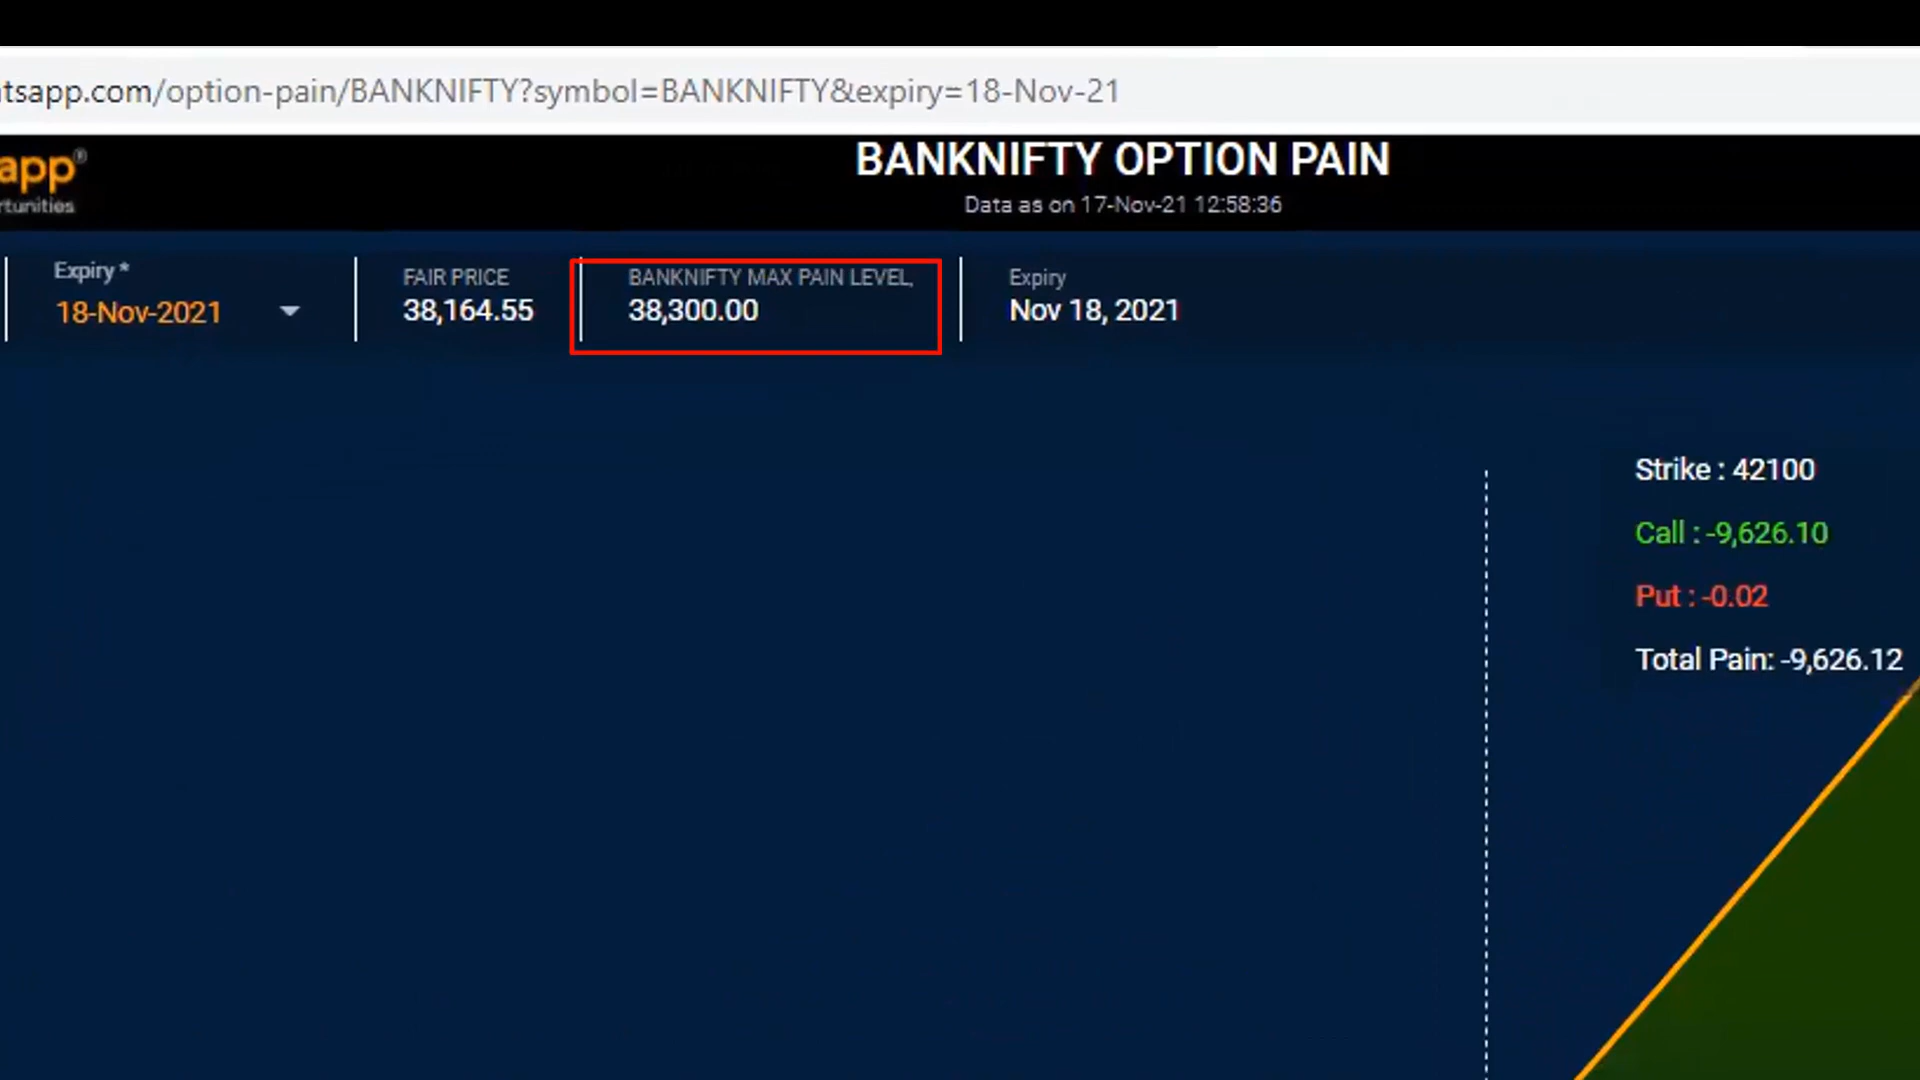 tsapp.com/option-pain/BANKNIFTY?symbol=BANKNIFTY&expiry=18-Nov-21
BANKNIFTY OPTION PAIN
app®
rtunities
Data as on 17-Nov-21 12:58:36
Expiry *
18-Nov-2021
FAIR PRICE
38,164.55
BANKNIFTY MAX PAIN LEVEL,
38,300.00
Expiry
Nov 18, 2021
Strike : 42100
Call : -9,626.10
Put : -0.02
Total Pain: -9,626.12